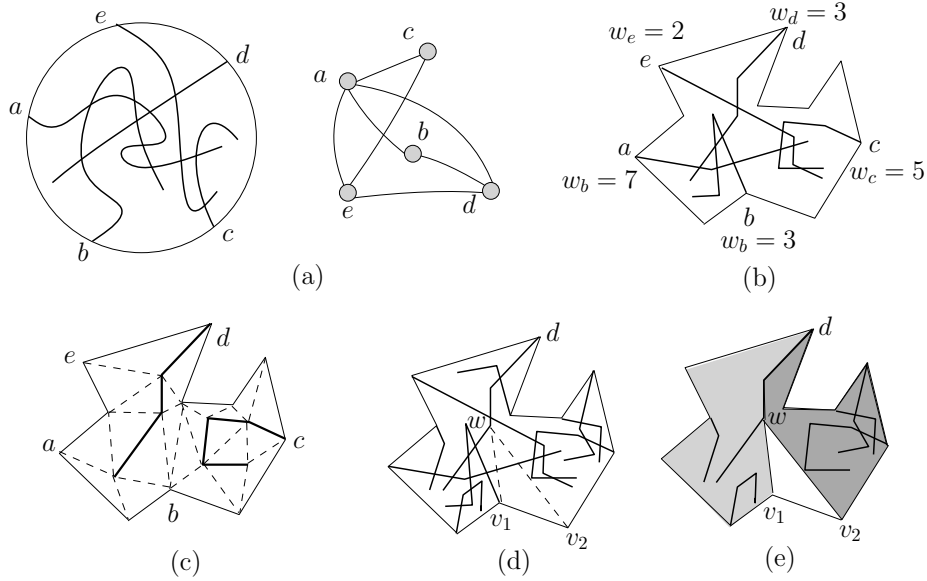 e
d
a
b
c
c
a
b
e
d
(a)
w_e = 2
w_d = 3
d
e
a
w_b = 7
c
w_c = 5
b
w_b = 3
(b)
e
d
a
c
b
(c)
d
w
v_1
v_2
(d)
d
w
v_1
v_2
(e)